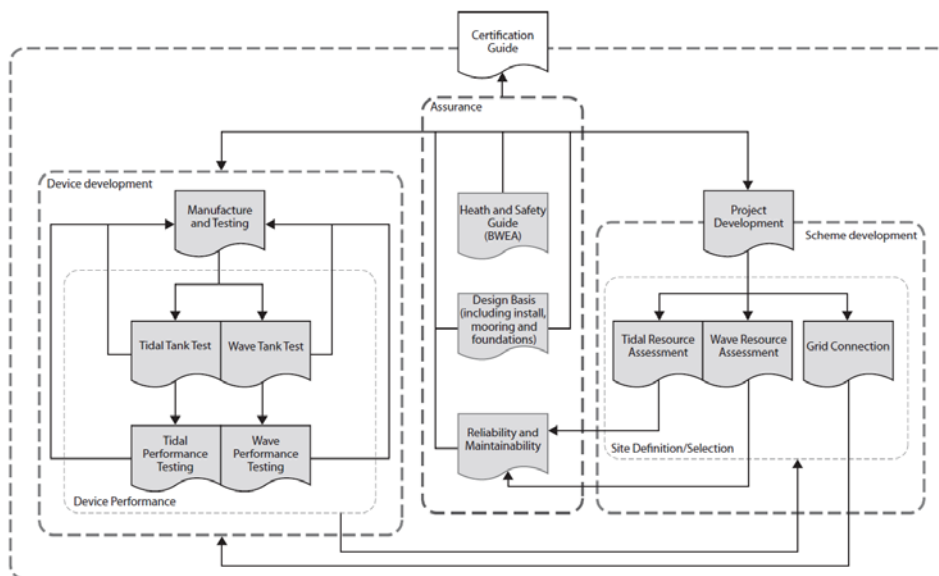 Certification
Guide
Assurance
Device development
Manufacture
and Testing
Heath and Safety
Guide
(BWEA)
Project
Development
Scheme development
Design Basis
(including install,
mooring and
foundations)
Tidal Tank Test
Wave Tank Test
Tidal Resource
Assessment
Wave Resource
Assessment
Grid Connection
Tidal
Performance
Testing
Wave
Performance
Testing
Reliability and
Maintainability
Site Definition/Selection
Device Performance